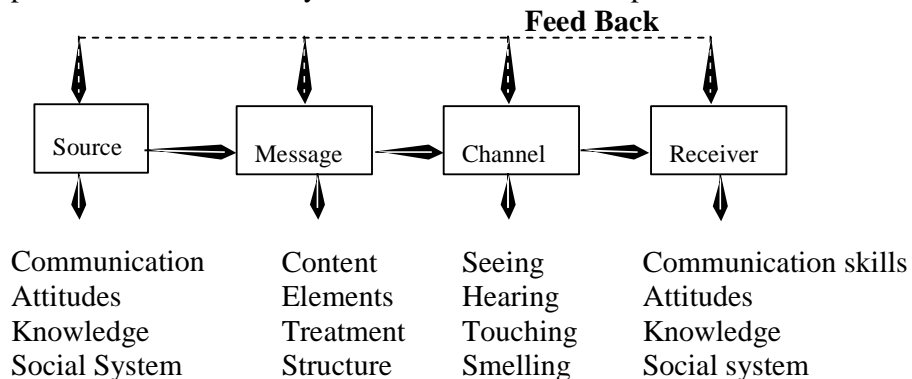 Feed Back
Source Message Channel Receiver
Communication Content Seeing Communication skills
Attitudes Elements Hearing Attitudes
Knowledge Treatment Touching Knowledge
Social System Structure Smelling Social system